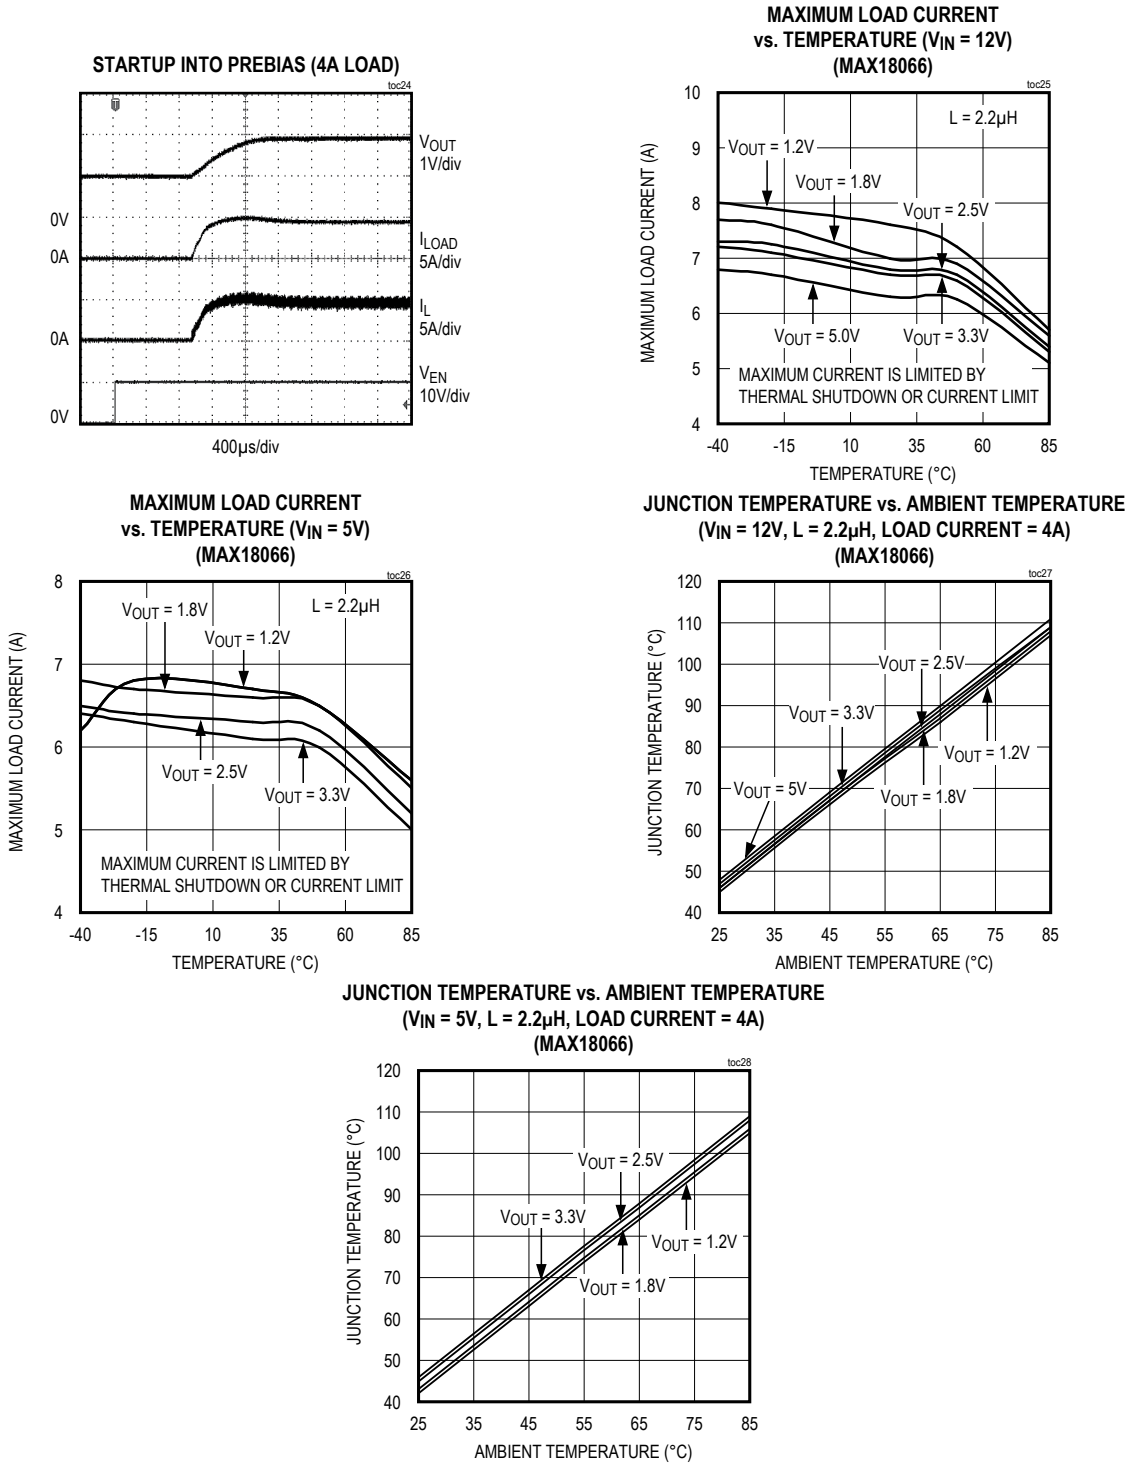 STARTUP INTO PREBIAS (4A LOAD)
toc24
VOUT
1V/div
0V
ILOAD
5A/div
0A
IL
5A/div
0A
VEN
10V/div
0V
400µs/div
MAXIMUM LOAD CURRENT
vs. TEMPERATURE (VIN = 12V)
(MAX18066)
toc25
MAXIMUM LOAD CURRENT (A)
10
9
8
7
6
5
4
L = 2.2µH
VOUT = 1.2V
VOUT = 1.8V
VOUT = 2.5V
VOUT = 5.0V
VOUT = 3.3V
MAXIMUM CURRENT IS LIMITED BY
THERMAL SHUTDOWN OR CURRENT LIMIT
-40 -15 10 35 60 85
TEMPERATURE (°C)
MAXIMUM LOAD CURRENT
vs. TEMPERATURE (VIN = 5V)
(MAX18066)
toc26
MAXIMUM LOAD CURRENT (A)
8
7
6
5
4
L = 2.2µH
VOUT = 1.8V
VOUT = 1.2V
VOUT = 2.5V
VOUT = 3.3V
MAXIMUM CURRENT IS LIMITED BY
THERMAL SHUTDOWN OR CURRENT LIMIT
-40 -15 10 35 60 85
TEMPERATURE (°C)
JUNCTION TEMPERATURE vs. AMBIENT TEMPERATURE
(VIN = 12V, L = 2.2µH, LOAD CURRENT = 4A)
(MAX18066)
toc27
JUNCTION TEMPERATURE (°C)
120
110
100
90
80
70
60
50
40
VOUT = 2.5V
VOUT = 3.3V
VOUT = 1.2V
VOUT = 5V
VOUT = 1.8V
25 35 45 55 65 75 85
AMBIENT TEMPERATURE (°C)
JUNCTION TEMPERATURE vs. AMBIENT TEMPERATURE
(VIN = 5V, L = 2.2µH, LOAD CURRENT = 4A)
(MAX18066)
toc28
JUNCTION TEMPERATURE (°C)
120
110
100
90
80
70
60
50
40
VOUT = 2.5V
VOUT = 3.3V
VOUT = 1.2V
VOUT = 1.8V
25 35 45 55 65 75 85
AMBIENT TEMPERATURE (°C)